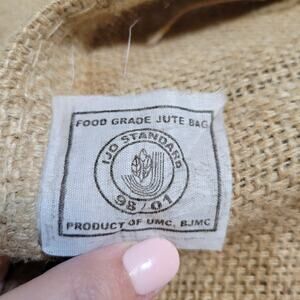 FOOD GRADE JUTE BAG
IJO STANDARD
98/01
PRODUCT OF UMC, BJMC